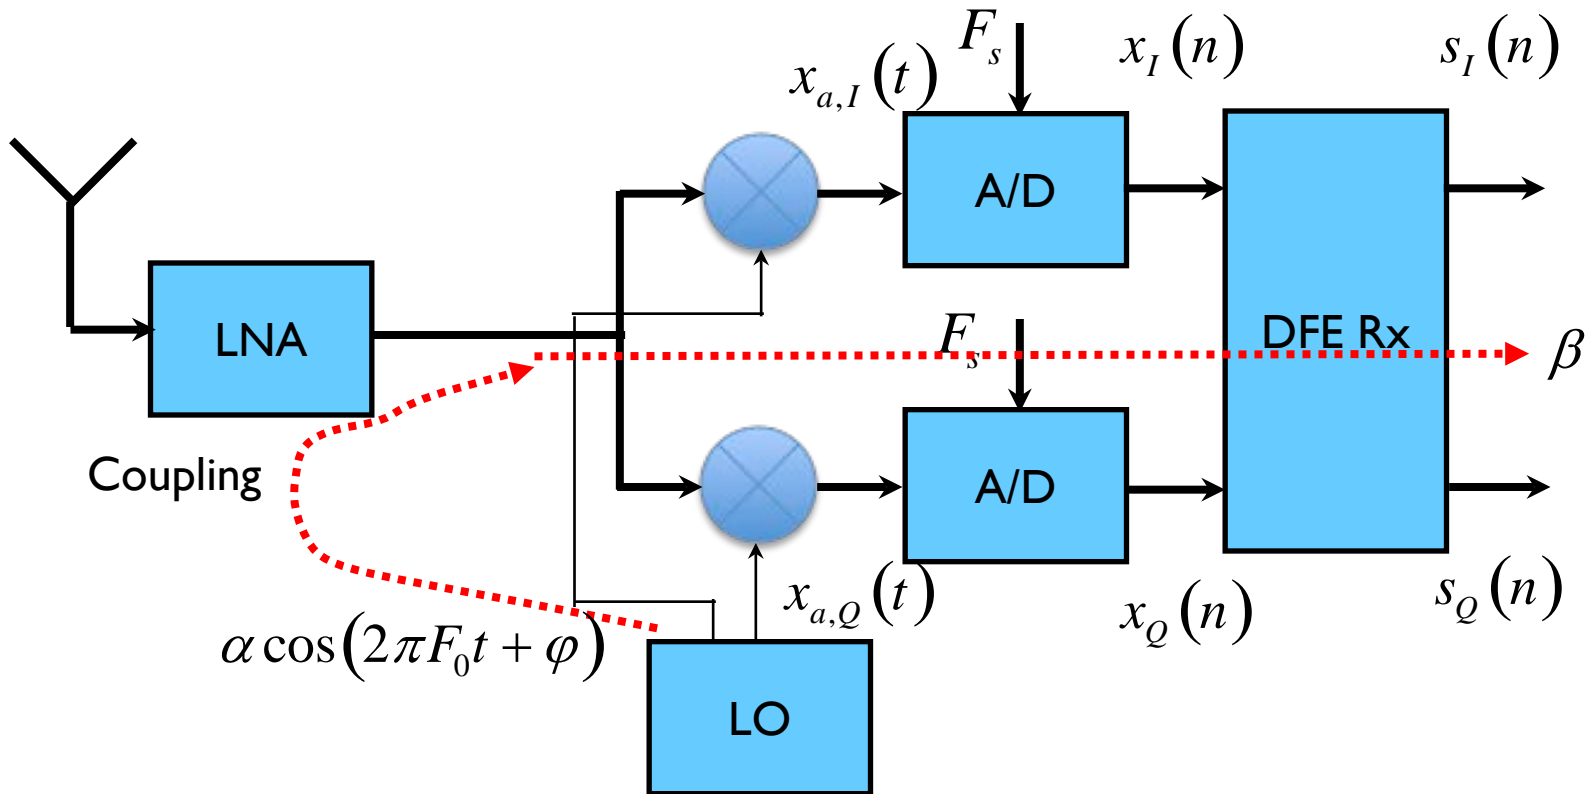 F_s
x_I(n)
s_I(n)
x_{a,I}(t)
A/D
LNA
F_s
DFE Rx
β
Coupling
A/D
x_{a,Q}(t)
x_Q(n)
s_Q(n)
α cos(2πF_0t + φ)
LO